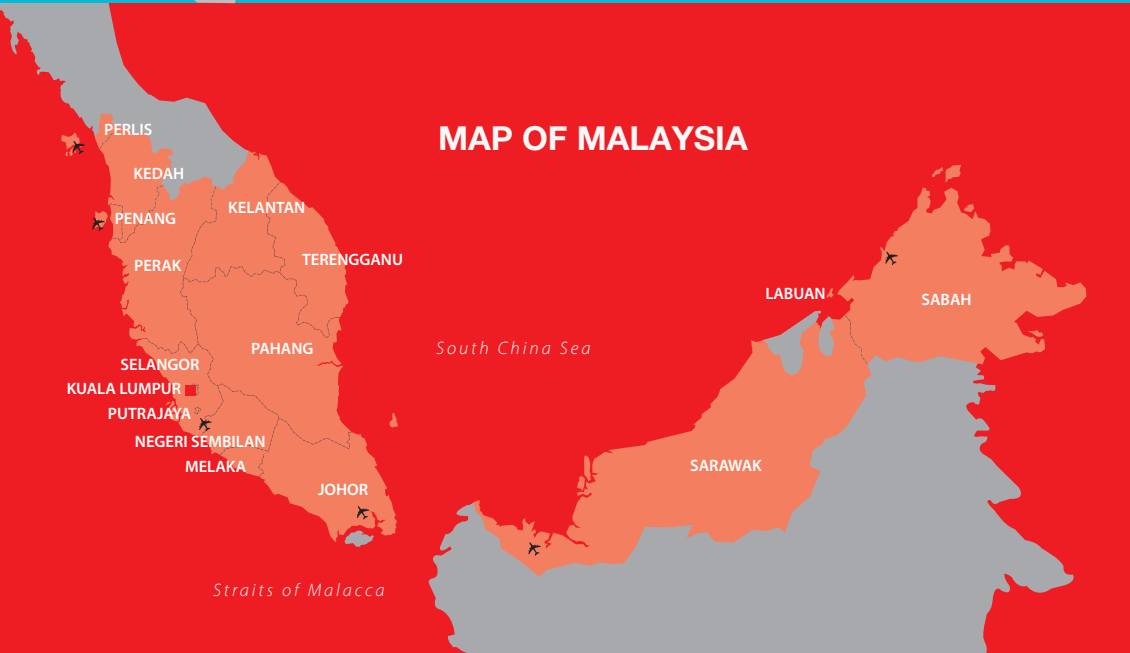 MAP OF MALAYSIA
PERLIS
KEDAH
PENANG
KELANTAN
PERAK
TERENGGANU
LABUAN
SABAH
PAHANG
South China Sea
SELANGOR
KUALA LUMPUR
PUTRAJAYA
NEGERI SEMBILAN
MELAKA
SARAWAK
JOHOR
Straits of Malacca